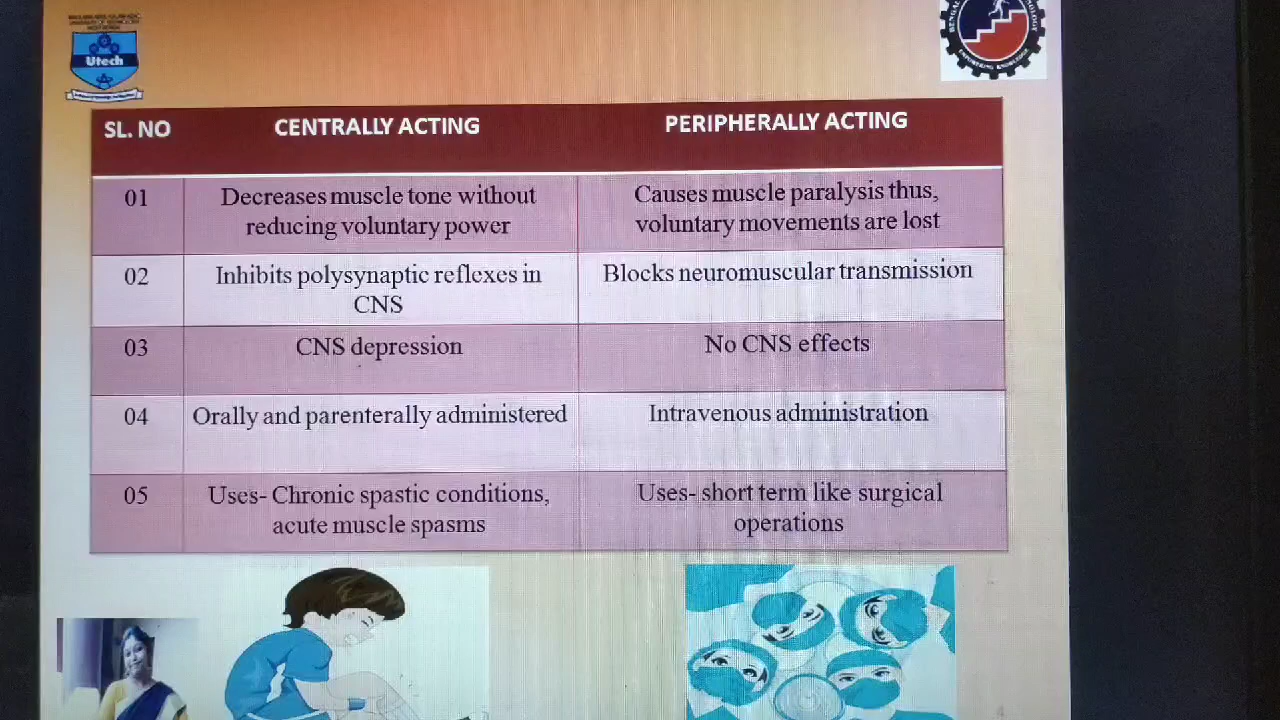 Utech
SL. NO
CENTRALLY ACTING
PERIPHERALLY ACTING
01
Decreases muscle tone without
reducing voluntary power
Causes muscle paralysis thus,
voluntary movements are lost
02
Inhibits polysynaptic reflexes in
CNS
Blocks neuromuscular transmission
03
CNS depression
No CNS effects
04
Orally and parenterally administered
Intravenous administration
05
Uses- Chronic spastic conditions,
acute muscle spasms
Uses- short term like surgical
operations